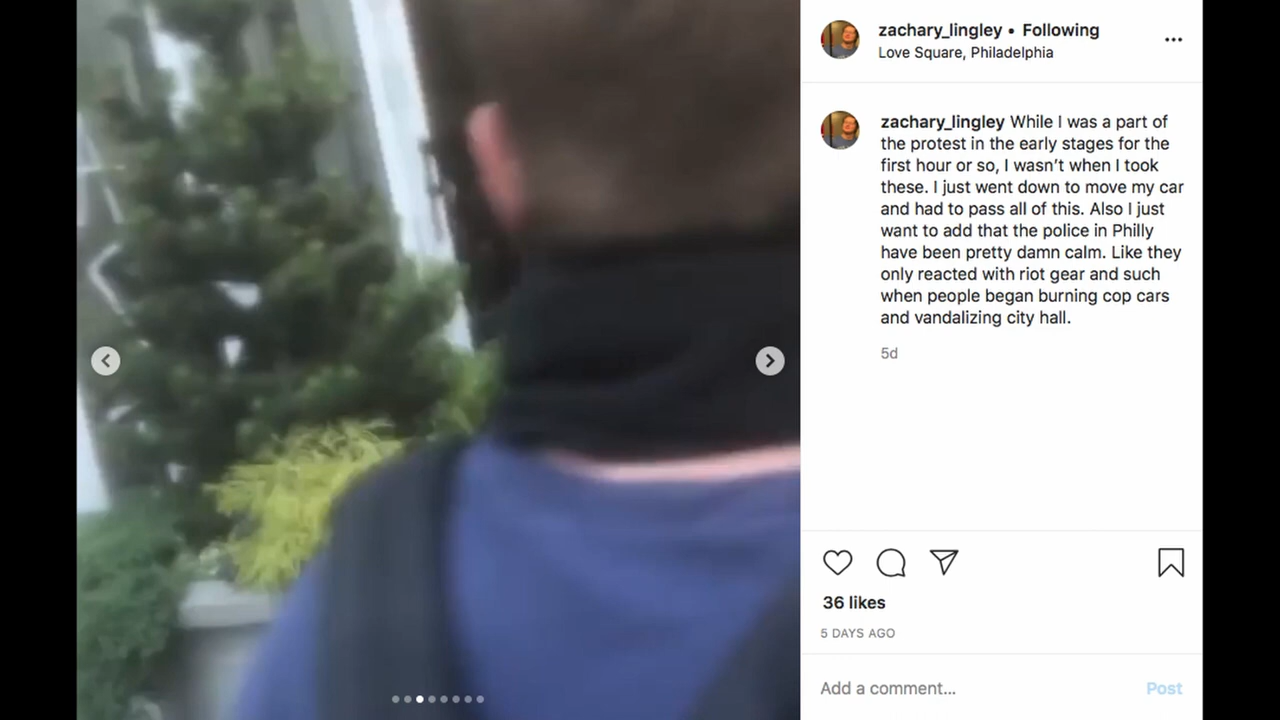 zachary_lingley • Following
Love Square, Philadelphia
zachary_lingley While I was a part of
the protest in the early stages for the
first hour or so, I wasn’t when I took
these. I just went down to move my car
and had to pass all of this. Also I just
want to add that the police in Philly
have been pretty damn calm. Like they
only reacted with riot gear and such
when people began burning cop cars
and vandalizing city hall.
5d
36 likes
5 DAYS AGO
Add a comment...
Post